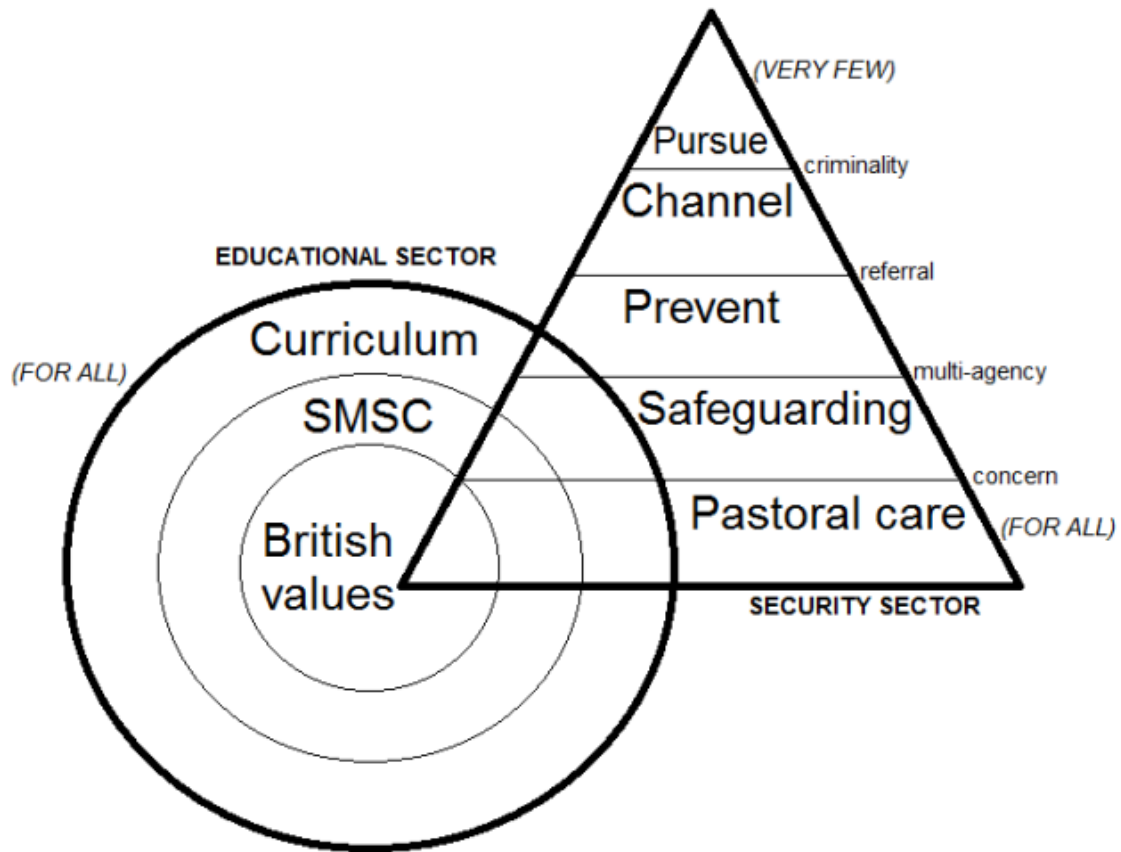 (VERY FEW)
Pursue
criminality
Channel
EDUCATIONAL SECTOR
referral
Prevent
Curriculum
(FOR ALL)
multi-agency
SMSC
Safeguarding
concern
Pastoral care
(FOR ALL)
British
values
SECURITY SECTOR